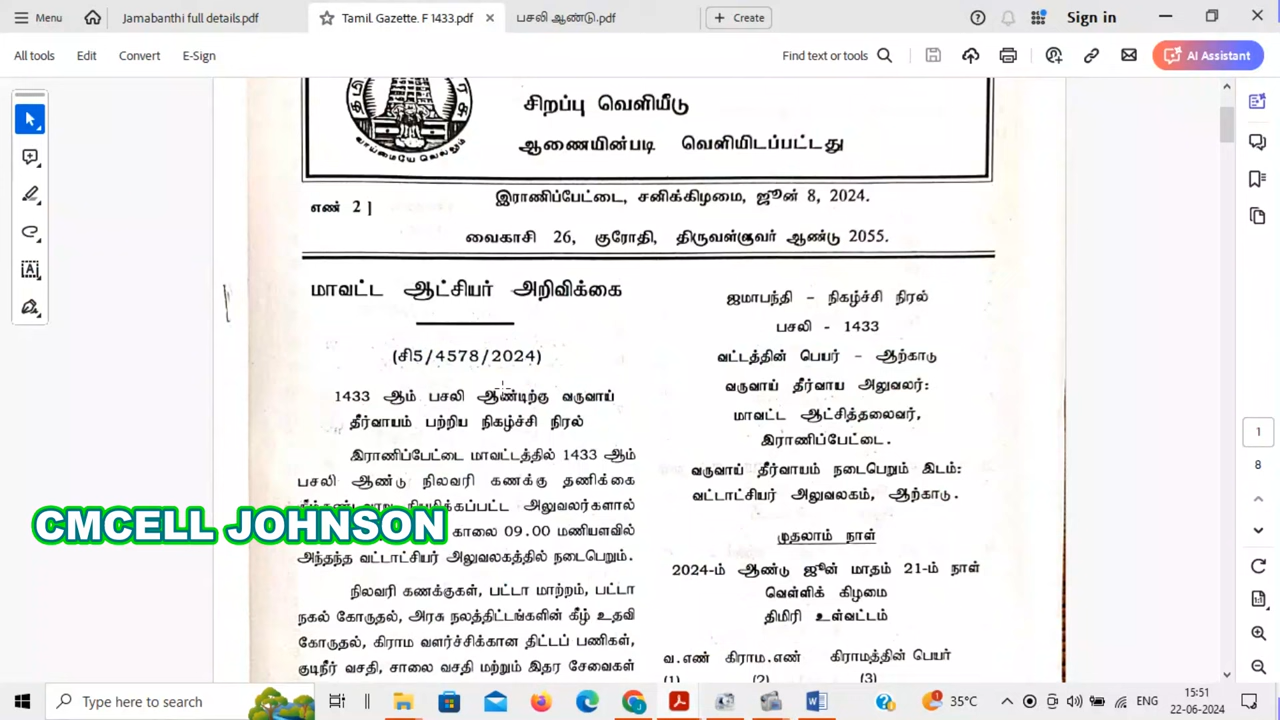 Menu
Jamabanthi full details.pdf
Tamil. Gazette. F 1433.pdf
பசலி ஆண்டு.pdf
Create
Sign in
All tools
Edit
Convert
E-Sign
Find text or tools
AI Assistant
வாய்மையே வெல்லும்
சிறப்பு வெளியீடு
ஆணையின்படி வெளியிடப்பட்டது
எண் 2 ]
இராணிப்பேட்டை, சனிக்கிழமை, ஜூன் 8, 2024.
வைகாசி 26, குரோதி, திருவள்ளுவர் ஆண்டு 2055.
மாவட்ட ஆட்சியர் அறிவிக்கை
(சி5/4578/2024)
1433 ஆம் பசலி ஆண்டிற்கு வருவாய்
தீர்வாயம் பற்றிய நிகழ்ச்சி நிரல்
இராணிப்பேட்டை மாவட்டத்தில் 1433 ஆம்
பசலி ஆண்டு நிலவரி கணக்கு தணிக்கை
அலுவலர்களால்
CMCELL JOHNSON
காலை 09.00 மணியளவில்
அந்தந்த வட்டாட்சியர் அலுவலகத்தில் நடைபெறும்.
நிலவரி கணக்குகள், பட்டா மாற்றம், பட்டா
நகல் கோருதல், அரசு நலத்திட்டங்களின் கீழ் உதவி
கோருதல், கிராம வளர்ச்சிக்கான திட்டப் பணிகள்,
குடிநீர் வசதி, சாலை வசதி மற்றும் இதர சேவைகள்
ஜமாபந்தி - நிகழ்ச்சி நிரல்
பசலி - 1433
வட்டத்தின் பெயர் - ஆற்காடு
வருவாய் தீர்வாய அலுவலர்:
மாவட்ட ஆட்சித்தலைவர்,
இராணிப்பேட்டை.
வருவாய் தீர்வாயம் நடைபெறும் இடம்:
வட்டாட்சியர் அலுவலகம், ஆற்காடு.
முதலாம் நாள்
2024-ம் ஆண்டு ஜூன் மாதம் 21-ம் நாள்
வெள்ளிக் கிழமை
திமிரி உள்வட்டம்
வ.எண் கிராம.எண் கிராமத்தின் பெயர்
(1) (2) (3)
1
8
Type here to search
35°C
ENG
15:51
22-06-2024